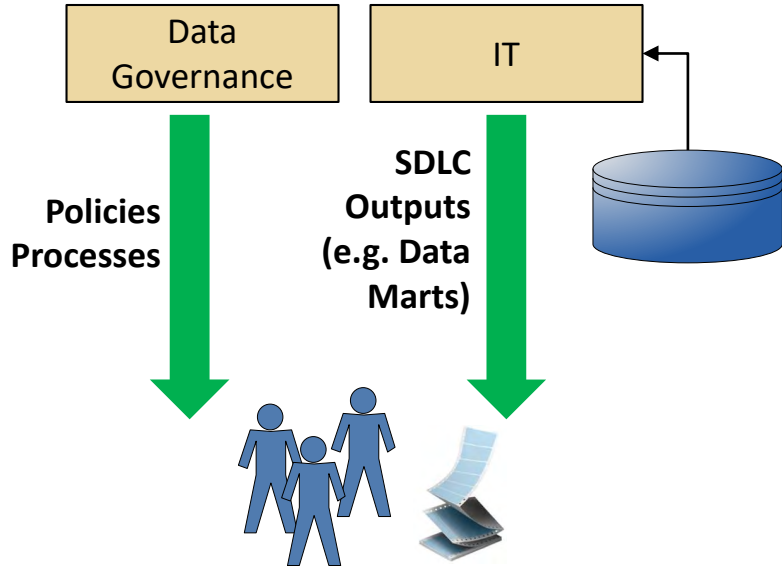 Data
Governance
IT
Policies
Processes
SDLC
Outputs
(e.g. Data
Marts)